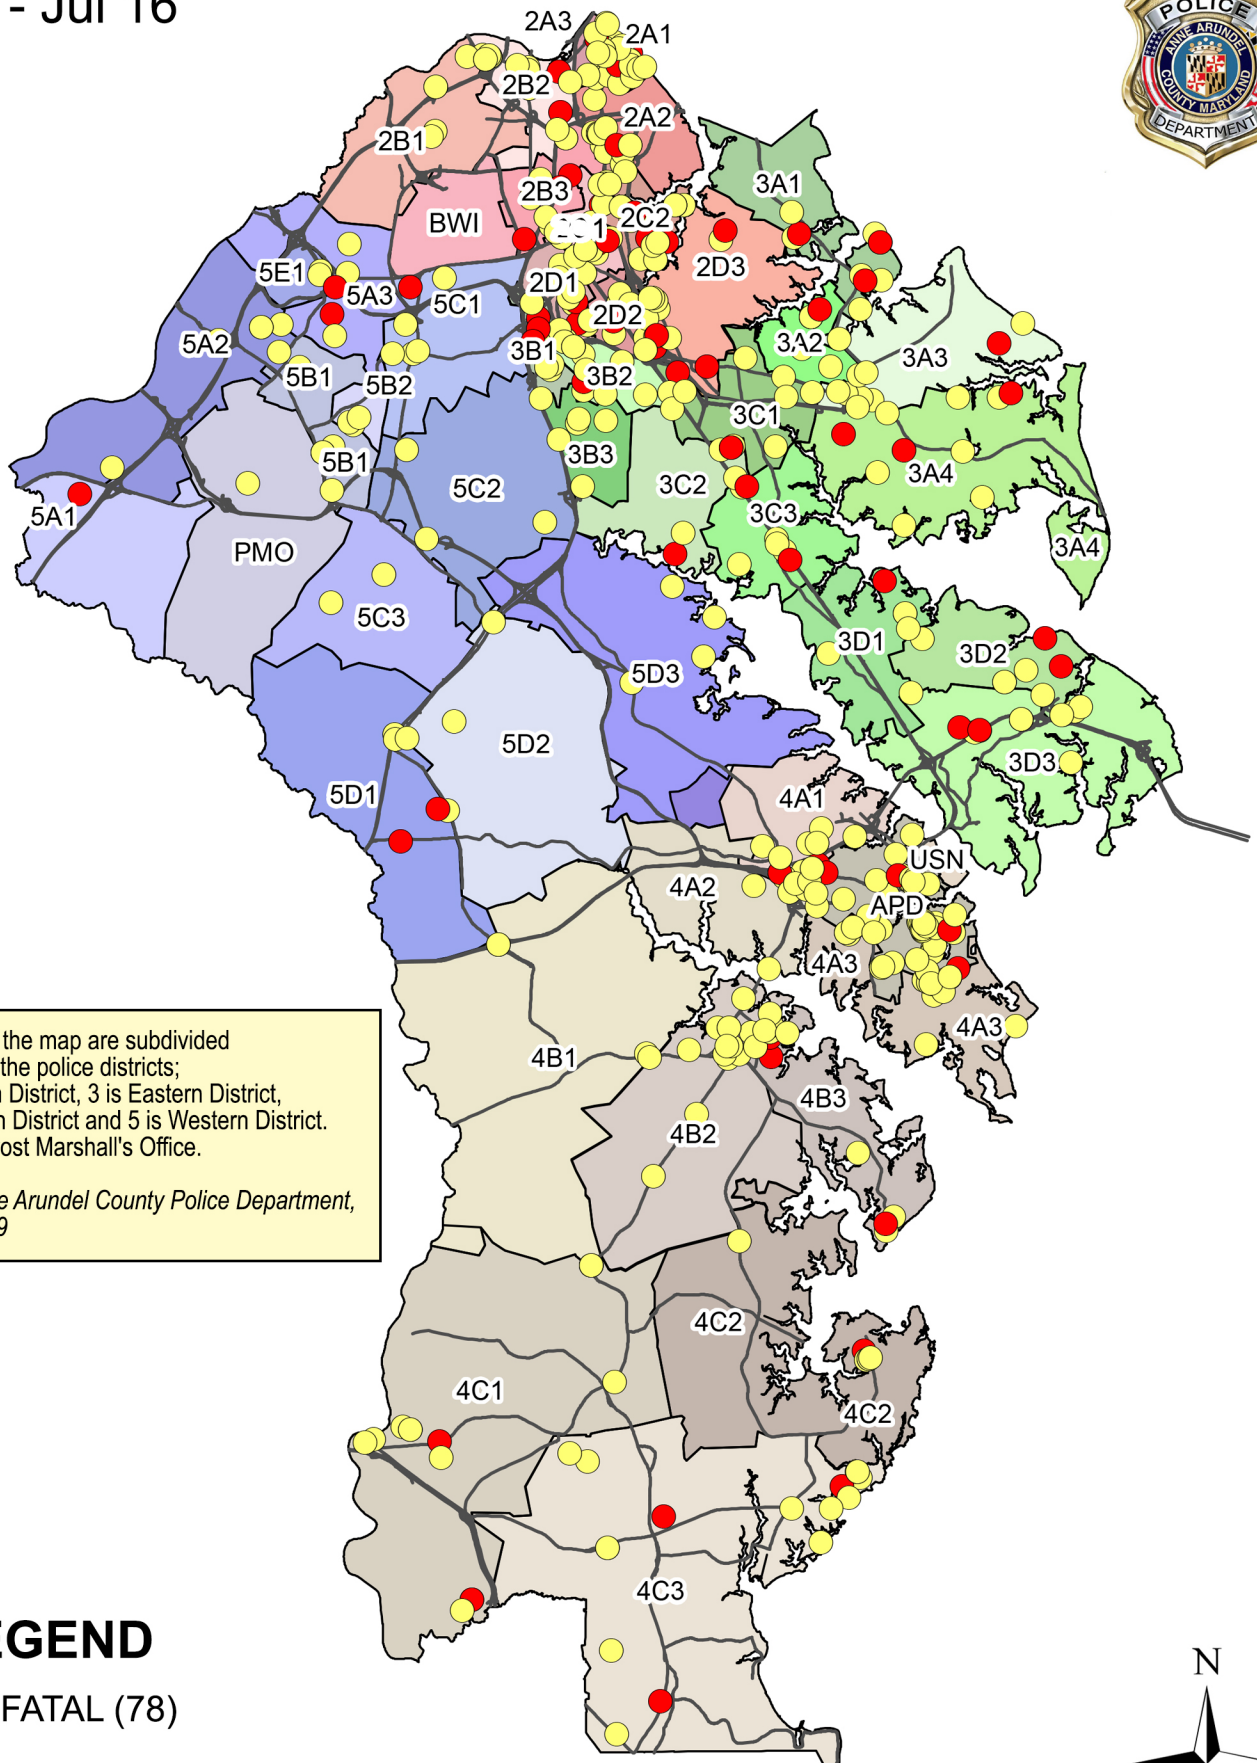 - Jul 16
POLICE
ANNE ARUNDEL
COUNTY MARYLAND
DEPARTMENT
2A3
2A1
2B2
2A2
2B1
3A1
2B3
BWI
2C2
2D3
5E1
5A3
5C1
2D1
2D2
5A2
3A2
3A3
3B1
5B1
5B2
3B2
3C1
3B3
5B1
5C2
3C2
3A4
5A1
3C3
PMO
3A4
5C3
3D1
3D2
5D3
5D2
3D3
5D1
4A1
USN
4A2
APD
4A3
4A3
the map are subdivided
the police districts;
District, 3 is Eastern District,
District and 5 is Western District.
ost Marshall's Office.
e Arundel County Police Department,
9
4B1
4B3
4B2
4C2
4C1
4C2
4C3
EGEND
FATAL (78)
N